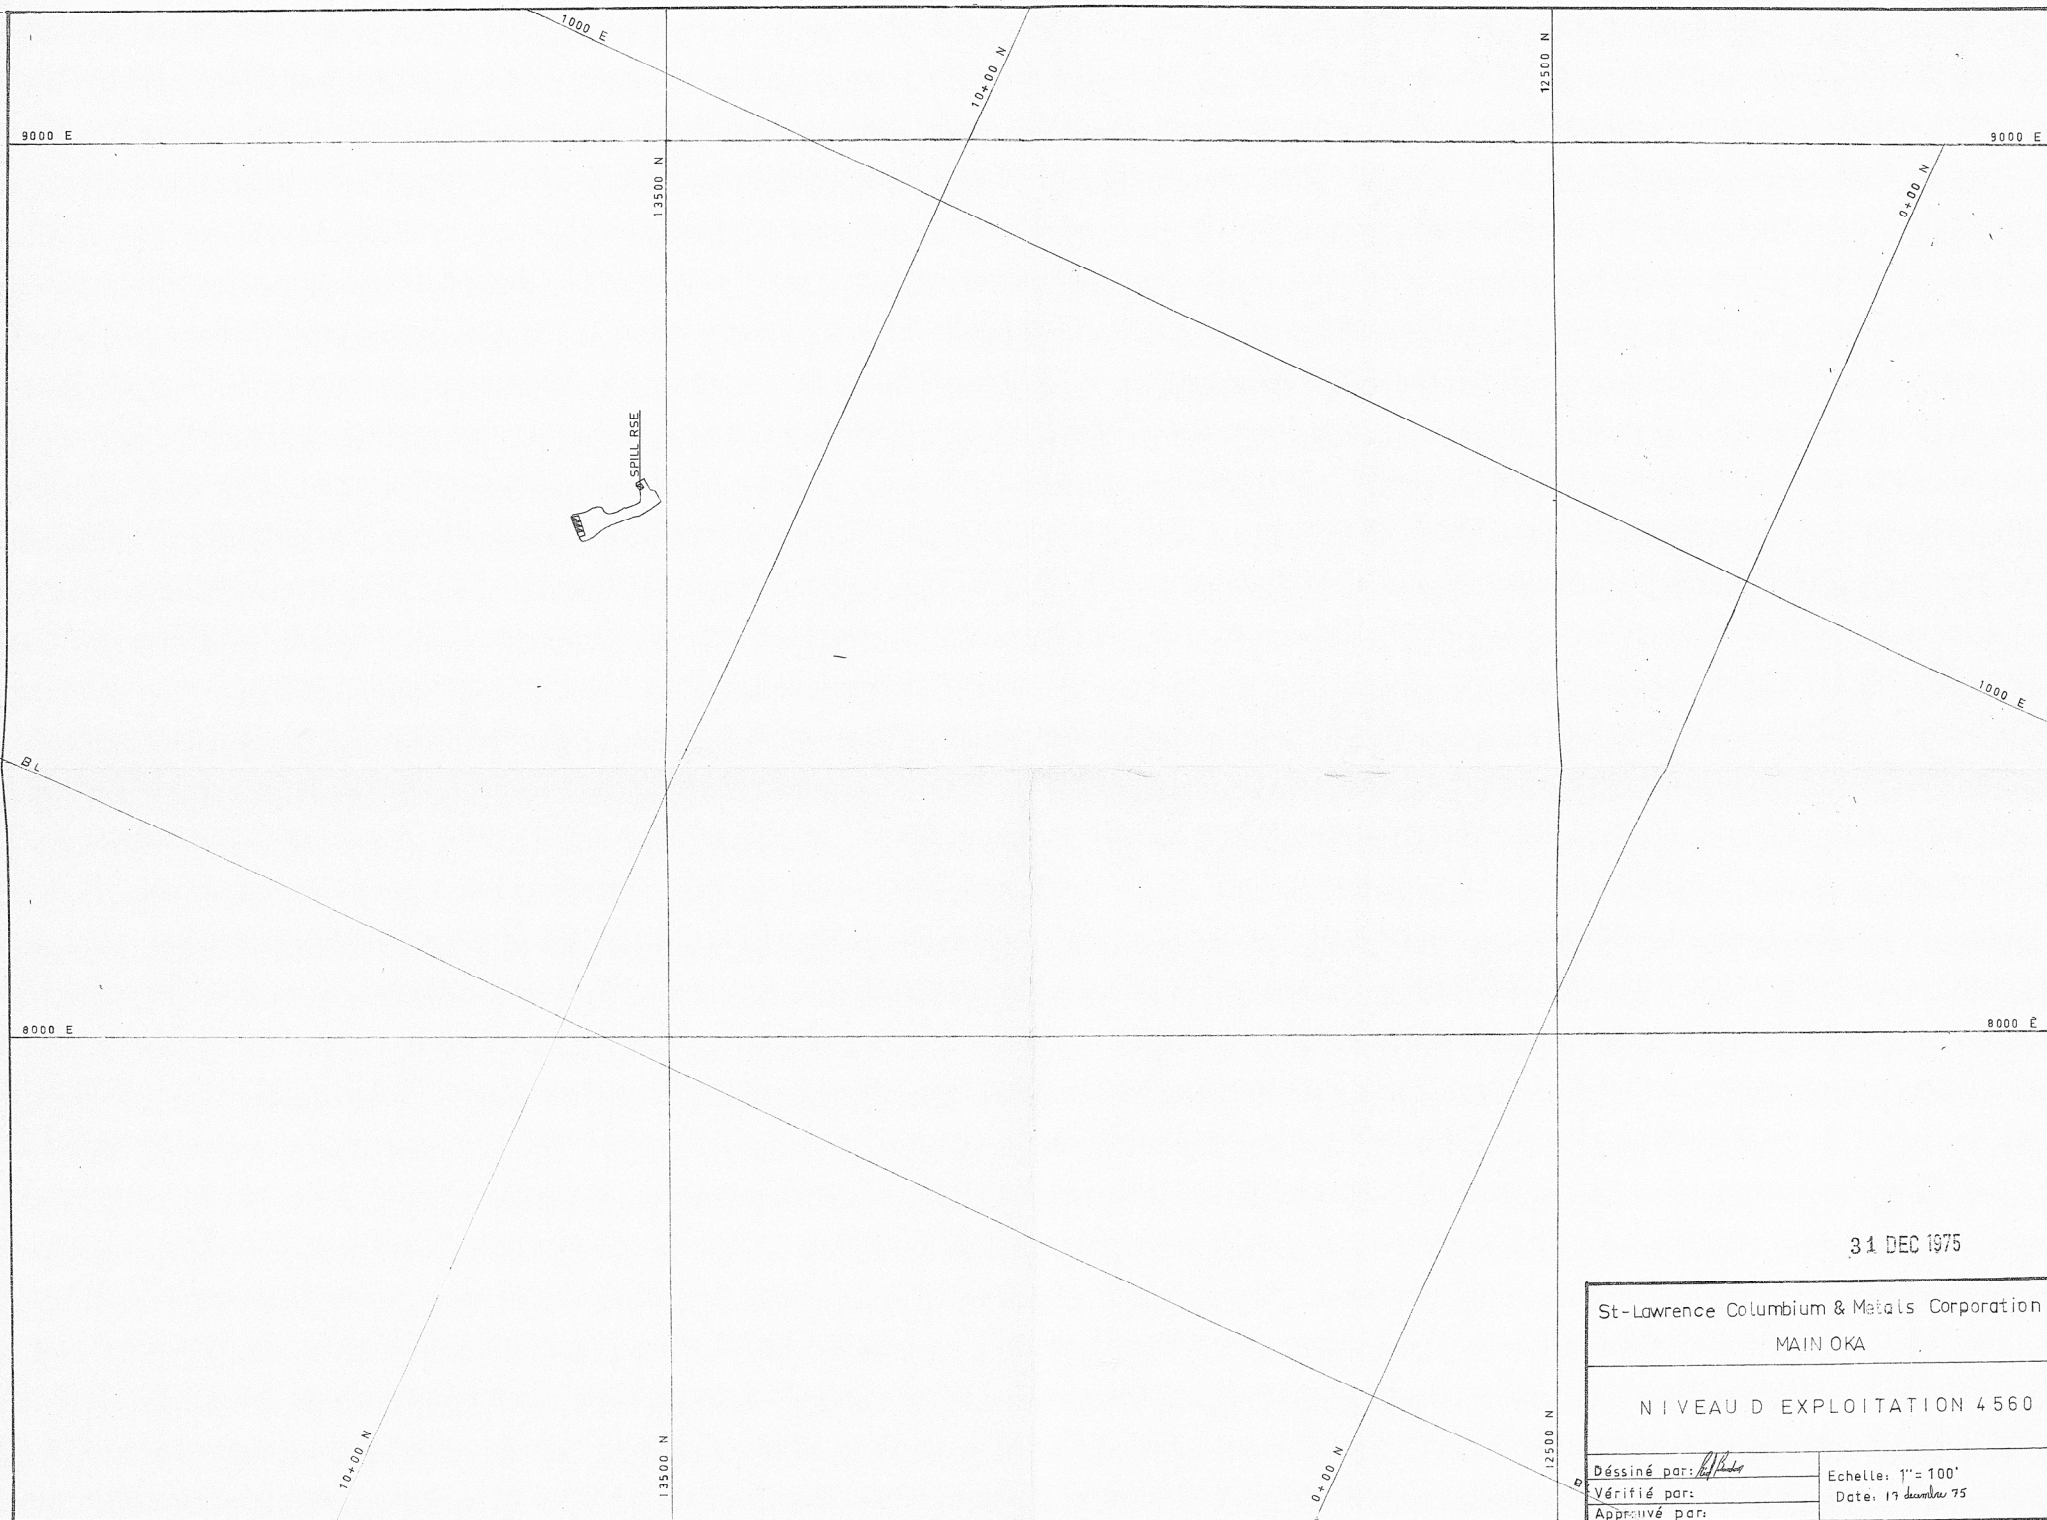 1000 E
10+00 N
12500 N
9000 E
9000 E
13500 N
0+00 N
SPILL RSE
1000 E
BL
8000 E
8000 E
31 DEC 1975
St-Lawrence Columbium & Metals Corporation
MAIN OKA
NIVEAU D EXPLOITATION 4560
Déssiné par:
Echelle: 1"= 100'
Vérifié par:
Date: 17 decembre 75
Approuvé par:
10+00 N
13500 N
0+00 N
12500 N